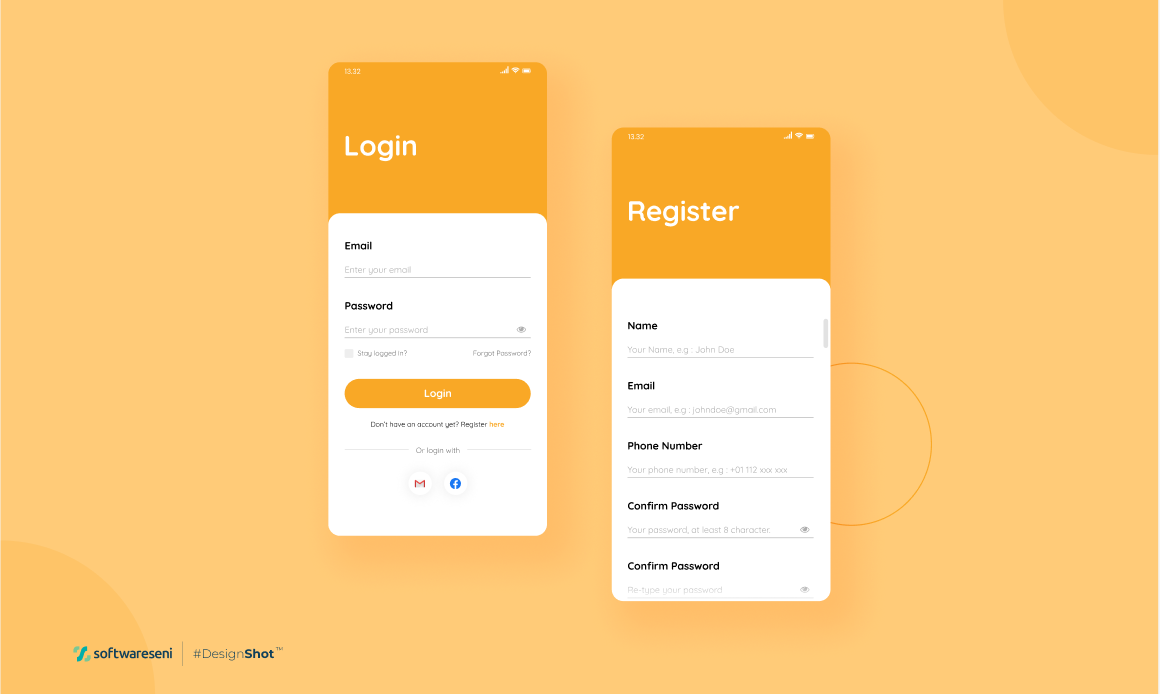 13.32
Login
Email
Enter your email
Password
Enter your password
Stay logged in? Forgot Password?
Login
Don't have an account yet? Register here
Or login with
13.32
Register
Name
Your Name, e.g : John Doe
Email
Your email, e.g : johndoe@gmail.com
Phone Number
Your phone number, e.g : +01 112 xxx xxx
Confirm Password
Your password, at least 8 character.
Confirm Password
Re-type your password
softwareseni #DesignShot™